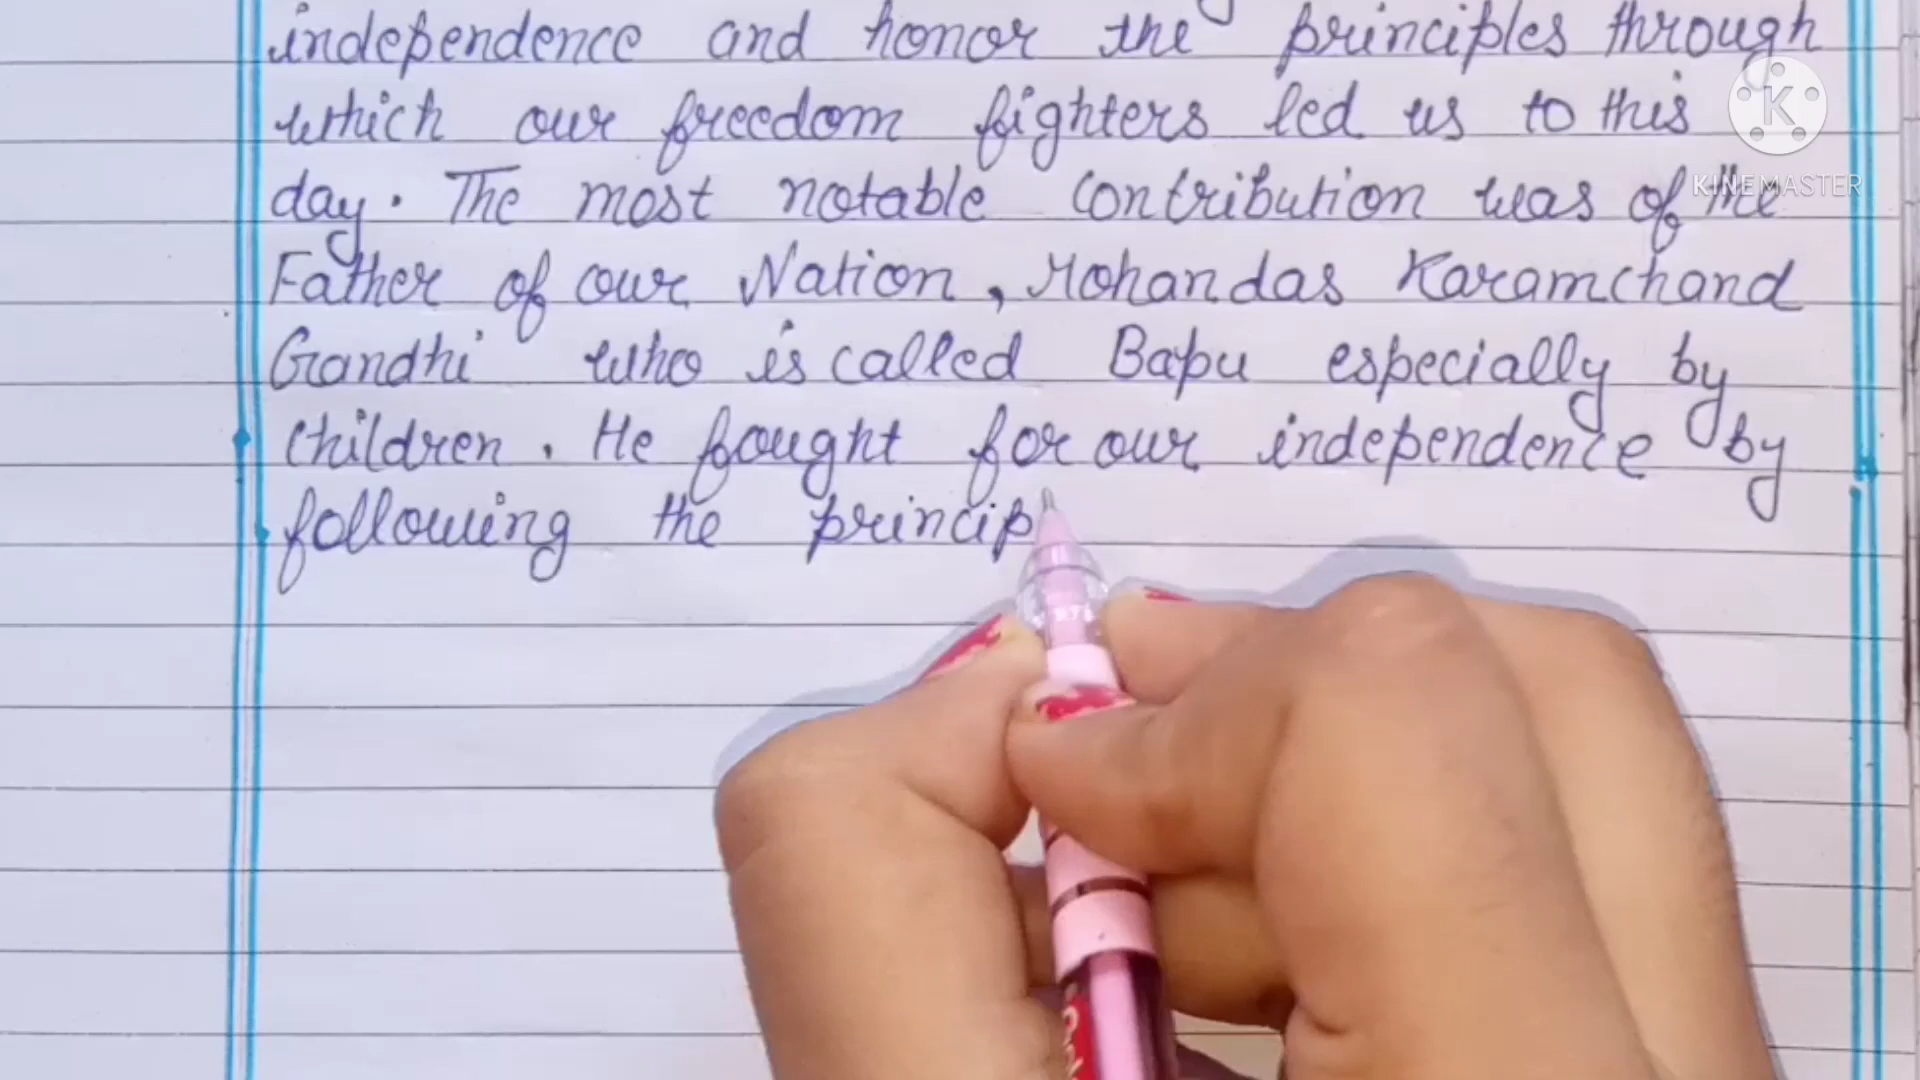 independence and honor the principles through
which our freedom fighters led us to this
day. The most notable contribution was of the
Father of our Nation, Mohandas Karamchand
Gandhi who is called Bapu especially by
children. He fought for our independence by
following the princip
K
KINEMASTER